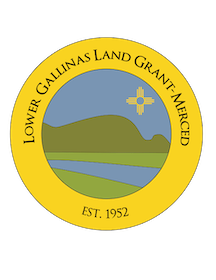 LOWER GALLINAS LAND GRANT-MERCED
EST. 1952